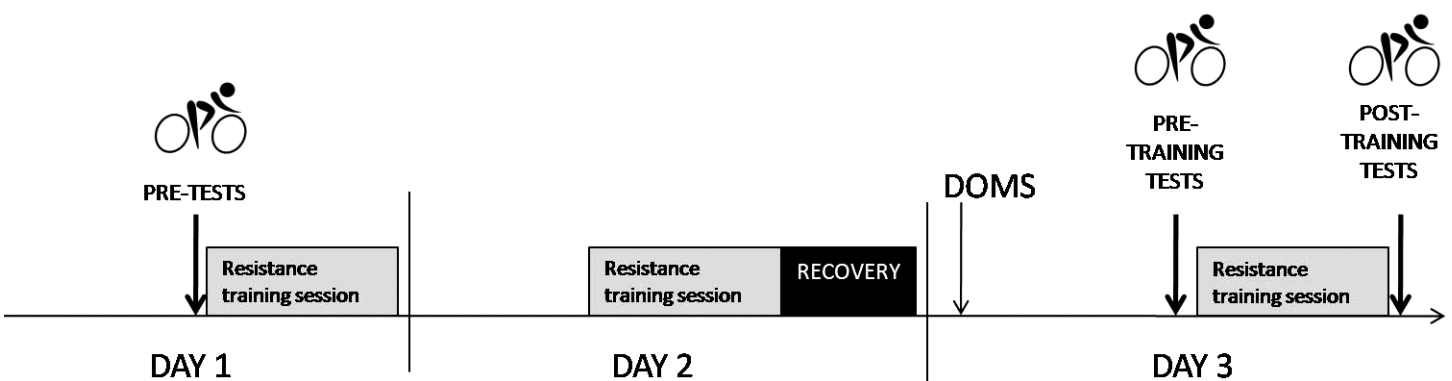 PRE-TESTS
Resistance
training session
DAY 1
Resistance
training session
RECOVERY
DAY 2
DOMS
PRE-
TRAINING
TESTS
Resistance
training session
POST-
TRAINING
TESTS
DAY 3